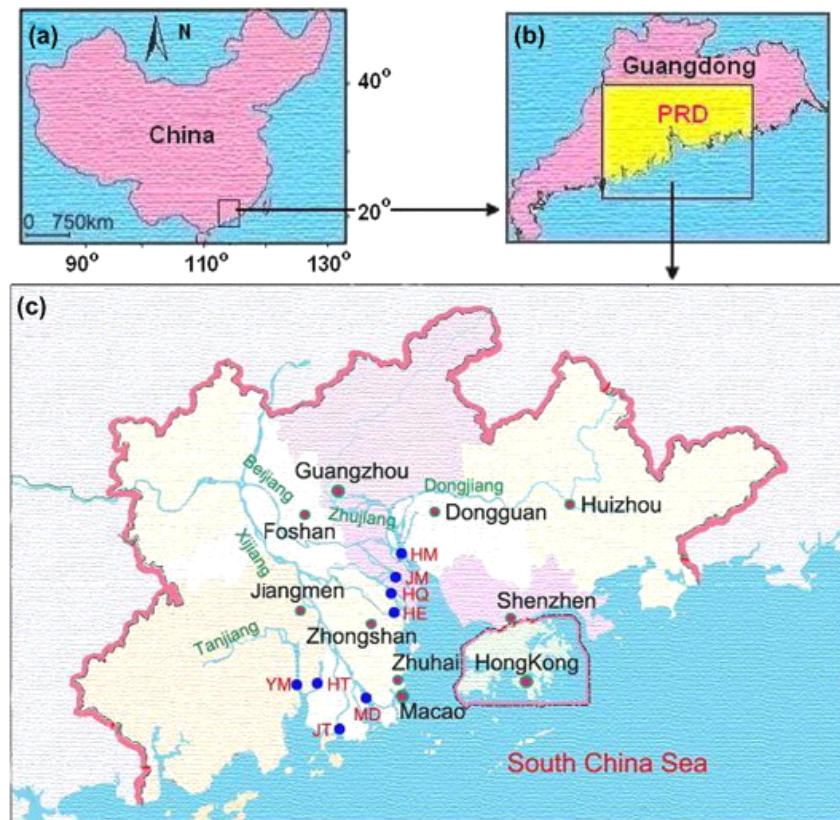 (a)
N
China
0 750km
90°
110°
130°
40°
20°
(b)
Guangdong
PRD
(c)
Beijiang
Guangzhou
Dongjiang
Zhujiang
Huizhou
Foshan
Dongguan
Xijiang
HM
JM
HQ
HE
Jiangmen
Shenzhen
Zhongshan
Tanjiang
Zhuhai
HongKong
YM
HT
MD
Macao
JT
South China Sea